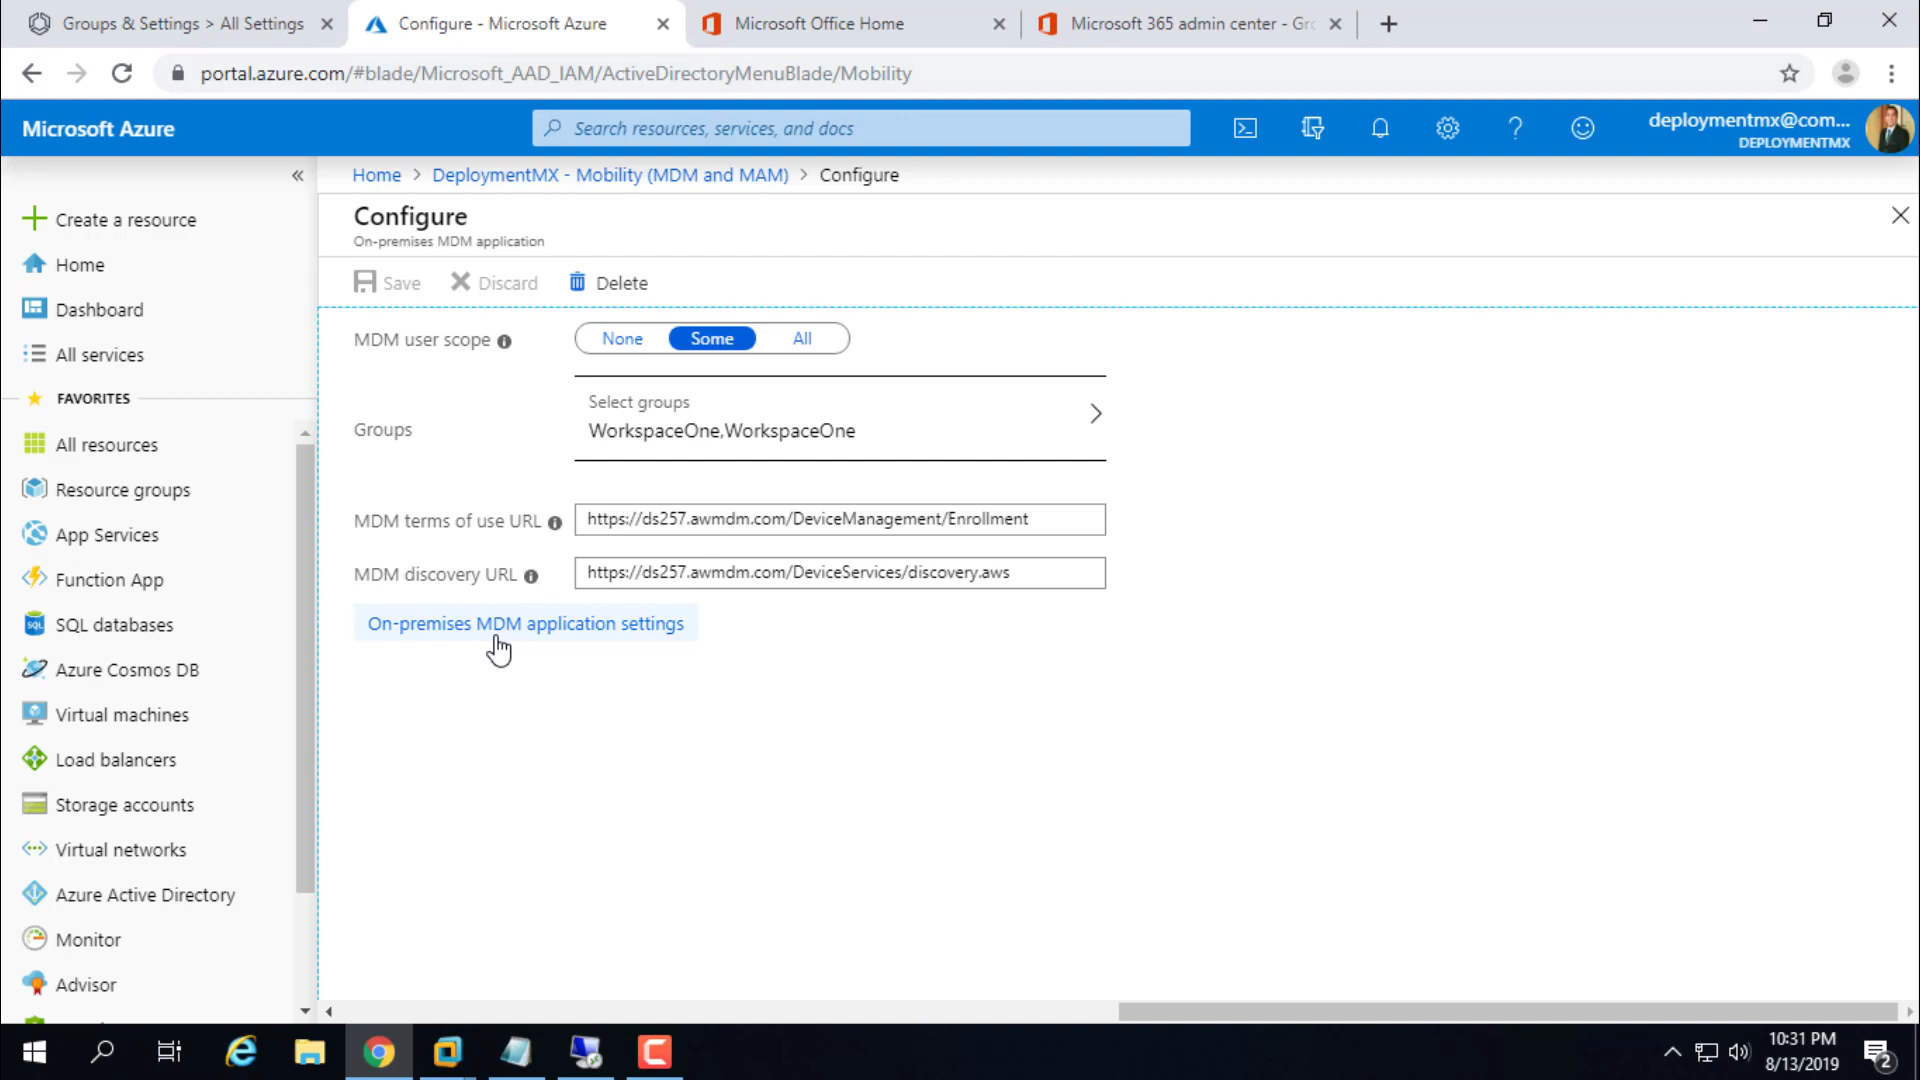 Groups & Settings > All Settings
Configure - Microsoft Azure
Microsoft Office Home
Microsoft 365 admin center - Gr
portal.azure.com/#blade/Microsoft_AAD_IAM/ActiveDirectoryMenuBlade/Mobility
Microsoft Azure
Search resources, services, and docs
deploymentmx@com...
DEPLOYMENTMX
Home > DeploymentMX - Mobility (MDM and MAM) > Configure
Configure
On-premises MDM application
Save
Discard
Delete
Create a resource
Home
Dashboard
All services
FAVORITES
All resources
Resource groups
App Services
Function App
SQL databases
Azure Cosmos DB
Virtual machines
Load balancers
Storage accounts
Virtual networks
Azure Active Directory
Monitor
Advisor
MDM user scope
None
Some
All
Groups
Select groups
WorkspaceOne,WorkspaceOne
MDM terms of use URL
https://ds257.awmdm.com/DeviceManagement/Enrollment
MDM discovery URL
https://ds257.awmdm.com/DeviceServices/discovery.aws
On-premises MDM application settings
10:31 PM
8/13/2019
2